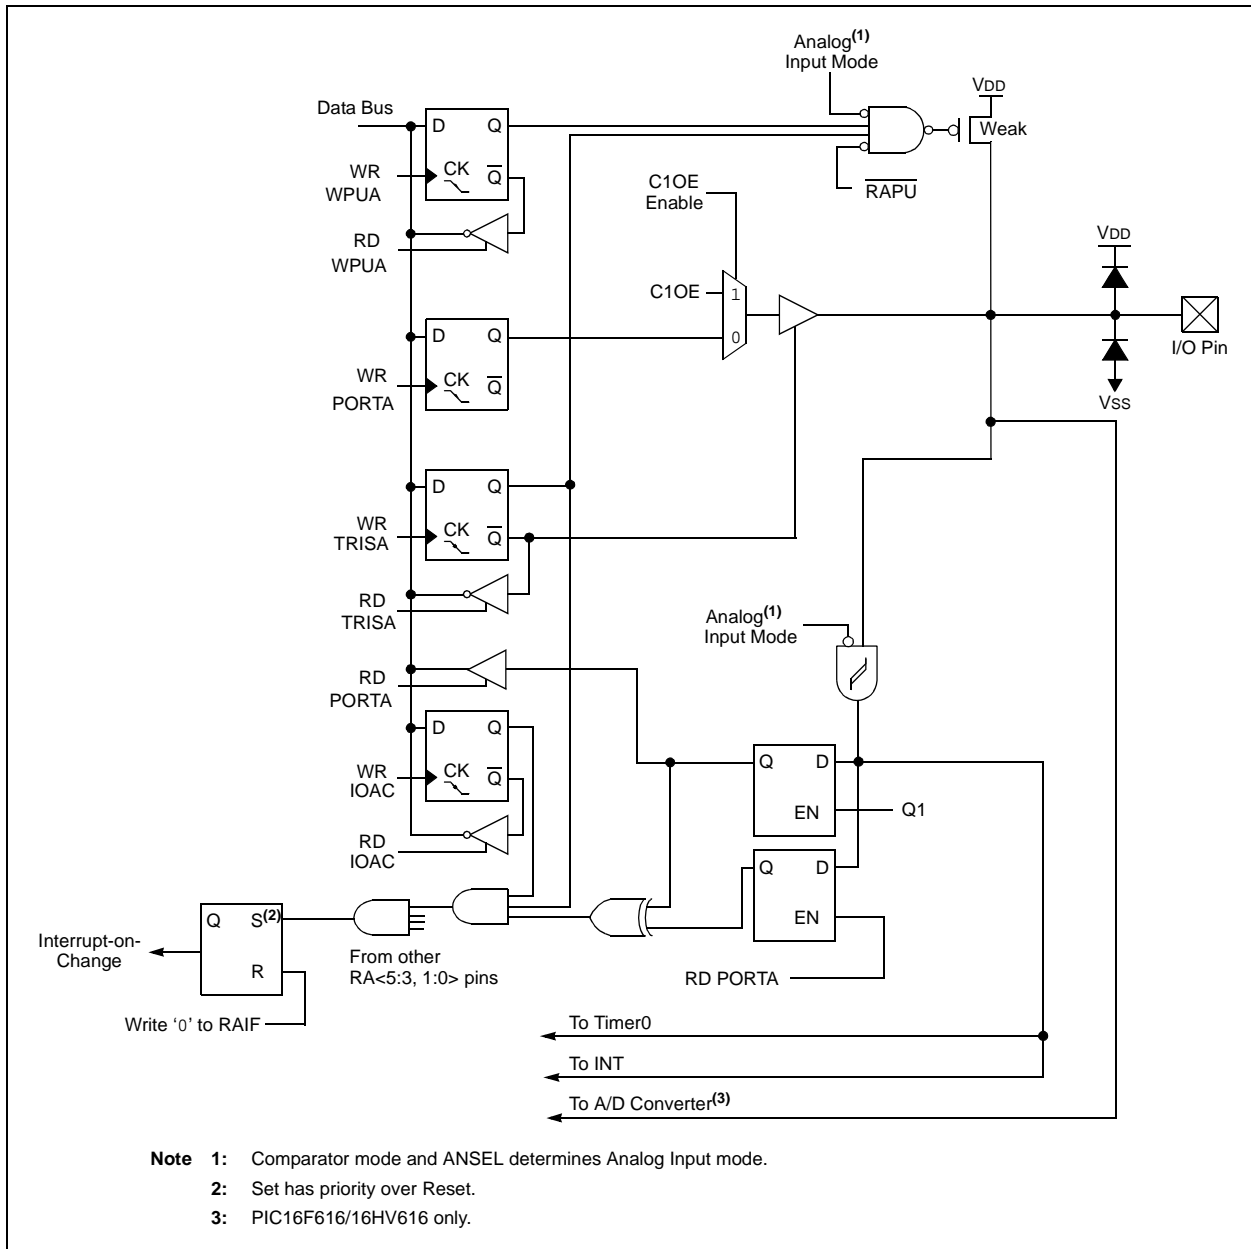 Analog(1)
Input Mode
VDD
Data Bus
D Q
Weak
WR
WPUA
CK Q
C1OE
Enable
RAPU
RD
WPUA
VDD
C1OE
1
D Q
0
I/O Pin
WR
PORTA
CK Q
VSS
D Q
WR
TRISA
CK Q
RD
TRISA
Analog(1)
Input Mode
RD
PORTA
D Q
WR
IOAC
CK Q
Q D
EN
Q1
RD
IOAC
Q D
EN
Q S(2)
R
Interrupt-on-
Change
From other
RA<5:3, 1:0> pins
RD PORTA
Write ‘0’ to RAIF
To Timer0
To INT
To A/D Converter(3)
Note 1: Comparator mode and ANSEL determines Analog Input mode.
2: Set has priority over Reset.
3: PIC16F616/16HV616 only.